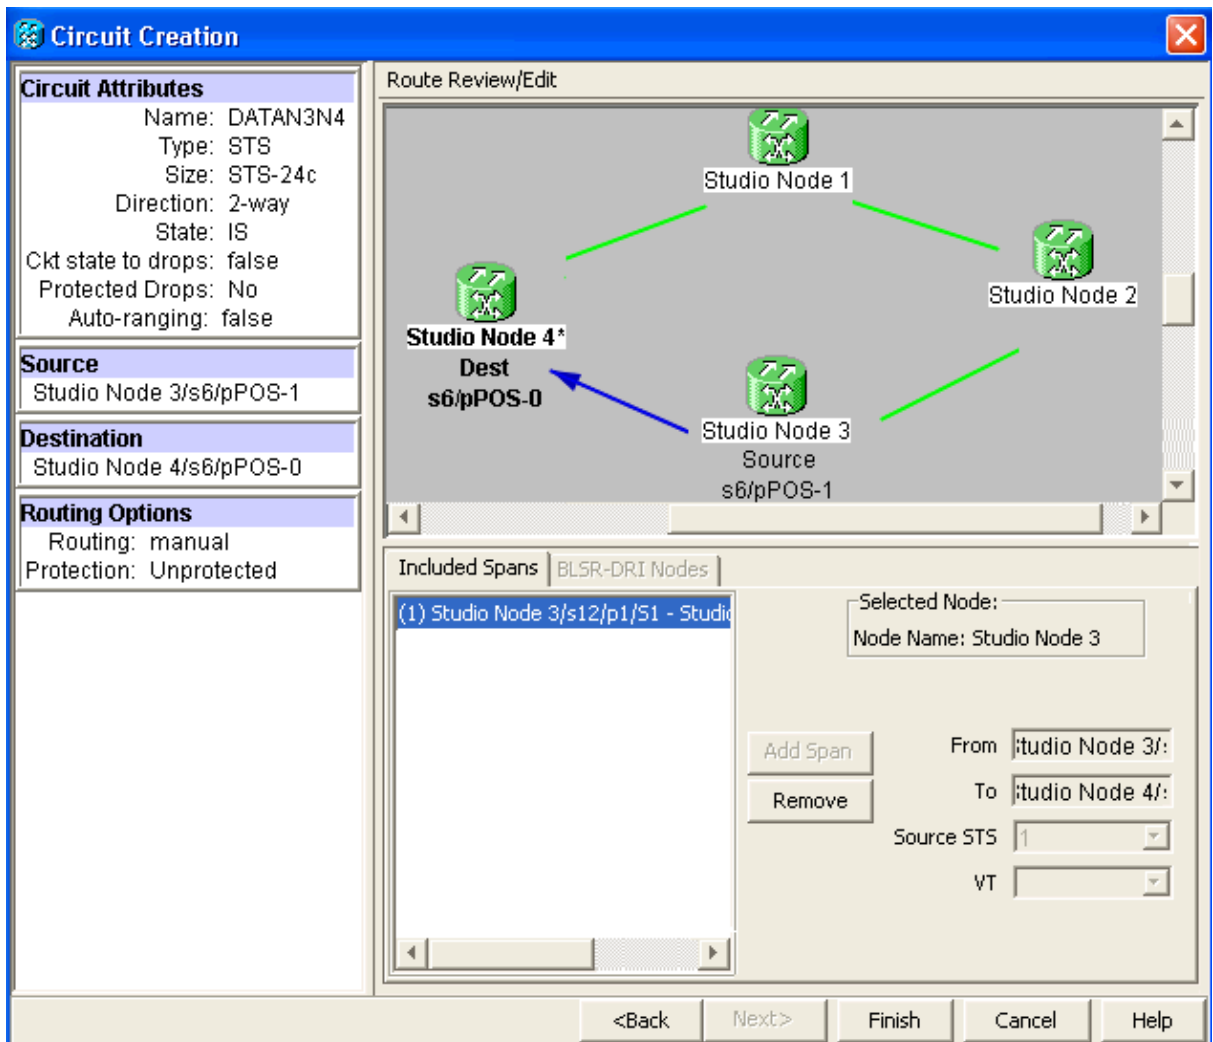 Circuit Creation
Circuit Attributes
Name: DATAN3N4
Type: STS
Size: STS-24c
Direction: 2-way
State: IS
Ckt state to drops: false
Protected Drops: No
Auto-ranging: false
Source
Studio Node 3/s6/pPOS-1
Destination
Studio Node 4/s6/pPOS-0
Routing Options
Routing: manual
Protection: Unprotected
Route Review/Edit
Studio Node 1
Studio Node 2
Studio Node 4*
Dest
s6/pPOS-0
Studio Node 3
Source
s6/pPOS-1
Included Spans
BLSR-DRI Nodes
(1) Studio Node 3/s12/p1/S1 - Studio
Selected Node:
Node Name: Studio Node 3
Add Span
Remove
From Studio Node 3/s
To Studio Node 4/s
Source STS 1
VT
<Back
Next>
Finish
Cancel
Help